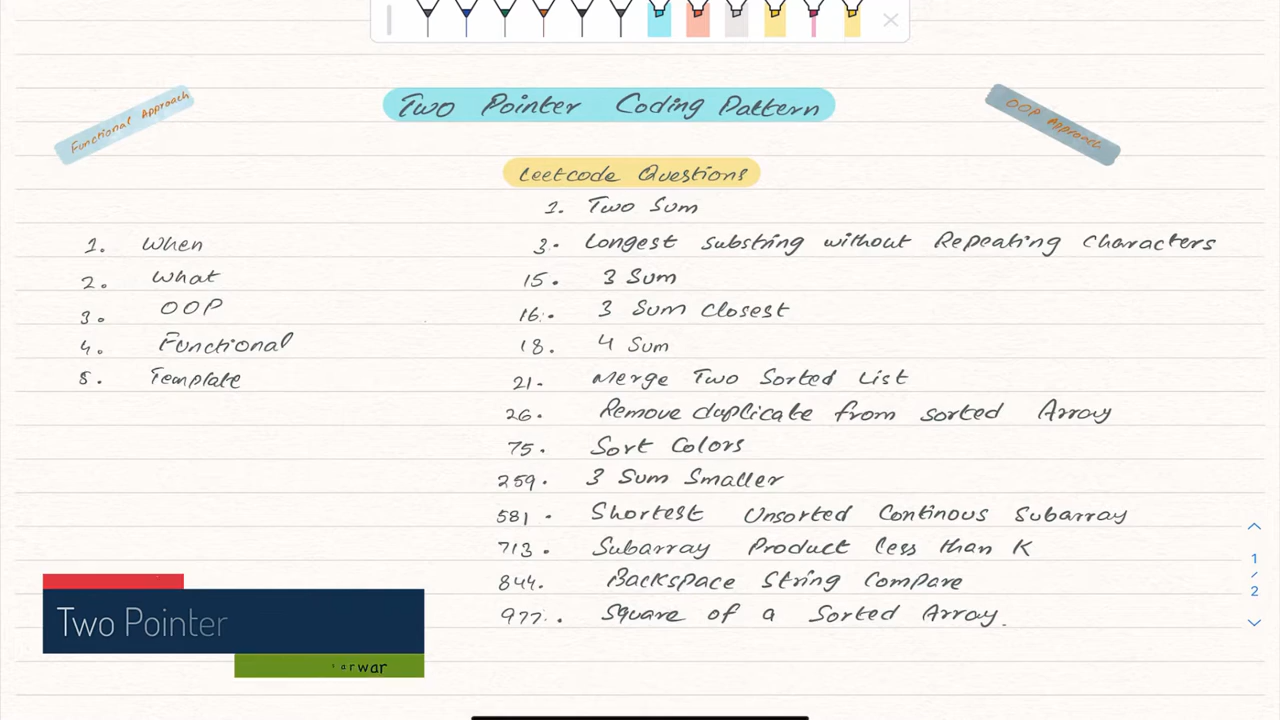 Two Pointer Coding Pattern
Functional Approach
OOP Approach
Leetcode Questions
1. Two Sum
3. Longest substring without Repeating characters
15. 3 Sum
16. 3 Sum closest
18. 4 Sum
21. Merge Two Sorted List
26. Remove duplicate from sorted Array
75. Sort Colors
259. 3 Sum Smaller
581. Shortest Unsorted Continous Subarray
713. Subarray Product less than K
844. Backspace String Compare
977. Square of a Sorted Array.
1. When
2. What
3. OOP
4. Functional
5. Template
Two Pointer
arwar
1
/
2